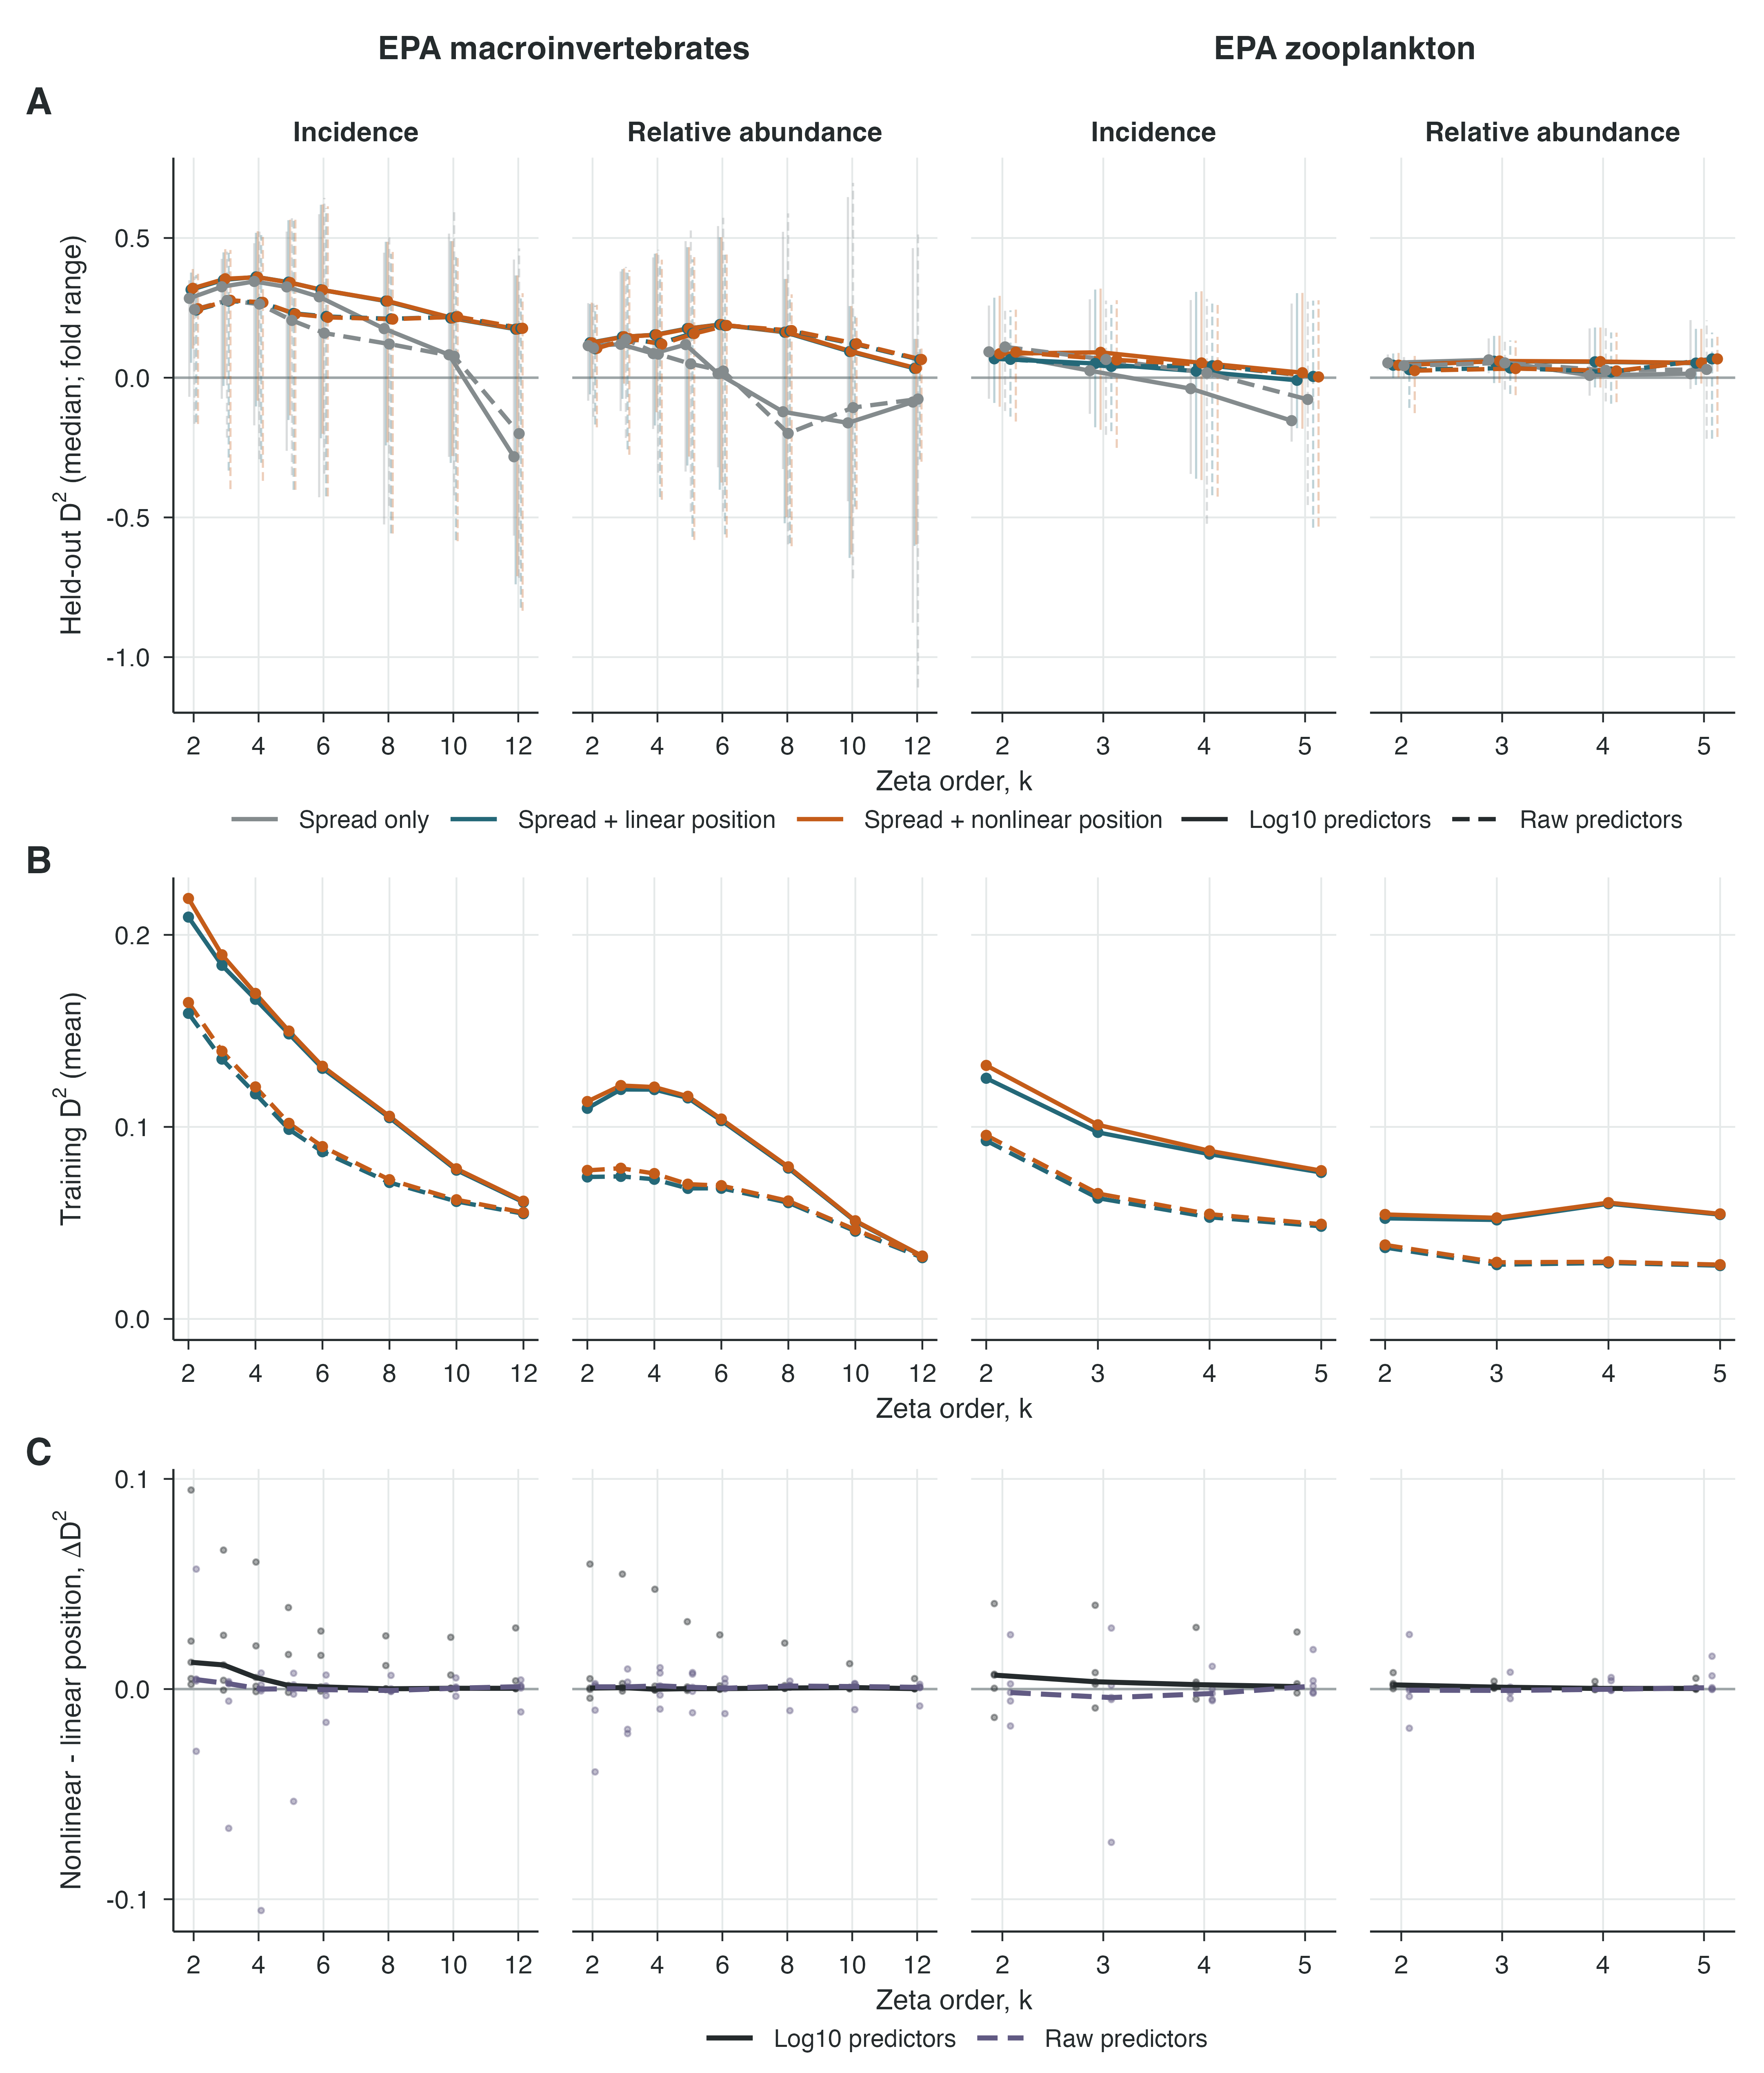 EPA macroinvertebrates EPA zooplankton
A
Incidence Relative abundance Incidence Relative abundance
Held-out D² (median; fold range)
0.5
0.0
-0.5
-1.0
2 4 6 8 10 12 2 4 6 8 10 12 2 3 4 5 2 3 4 5
Zeta order, k
Spread only Spread + linear position Spread + nonlinear position Log10 predictors Raw predictors
B
Training D² (mean)
0.2
0.1
0.0
2 4 6 8 10 12 2 4 6 8 10 12 2 3 4 5 2 3 4 5
Zeta order, k
C
Nonlinear - linear position, ΔD²
0.1
0.0
-0.1
2 4 6 8 10 12 2 4 6 8 10 12 2 3 4 5 2 3 4 5
Zeta order, k
Log10 predictors Raw predictors